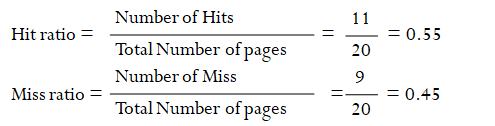 Number of Hits 11
Hit ratio = = = 0.55
Total Number of pages 20
Number of Miss 9
Miss ratio = = = 0.45
Total Number of pages 20